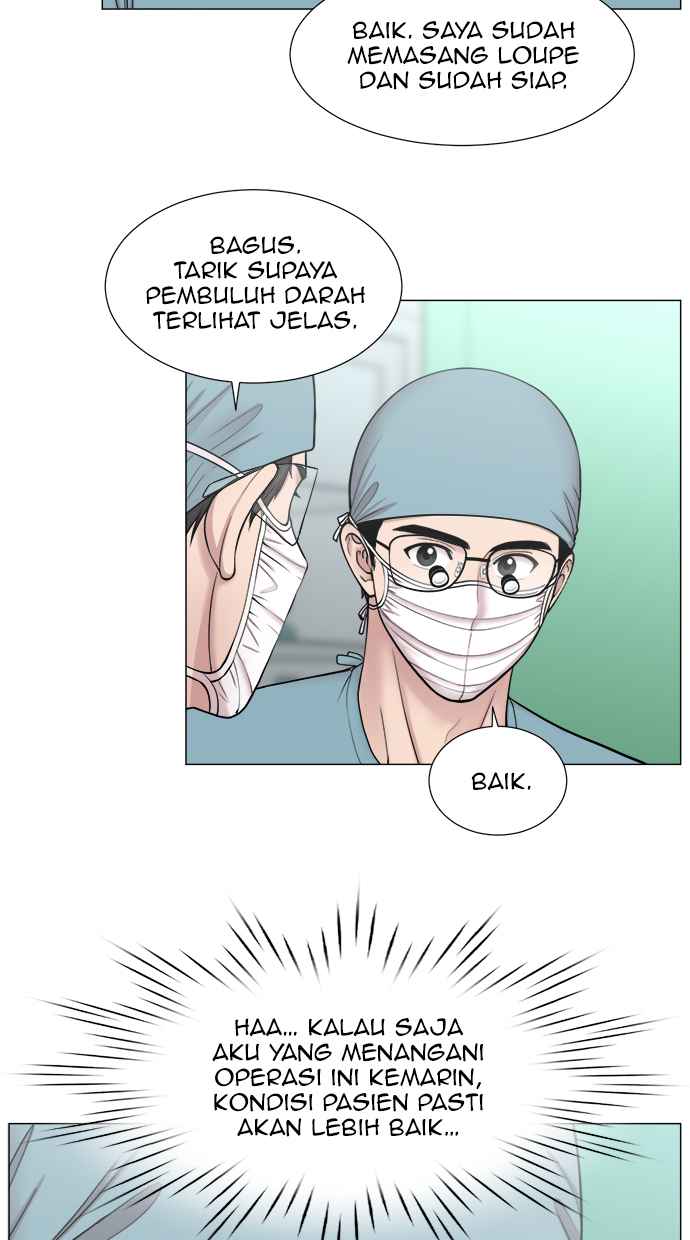 BAIK. SAYA SUDAH
MEMASANG LOUPE
DAN SUDAH SIAP.
BAGUS.
TARIK SUPAYA
PEMBULUH DARAH
TERLIHAT JELAS.
BAIK.
HAA... KALAU SAJA
AKU YANG MENANGANI
OPERASI INI KEMARIN,
KONDISI PASIEN PASTI
AKAN LEBIH BAIK...